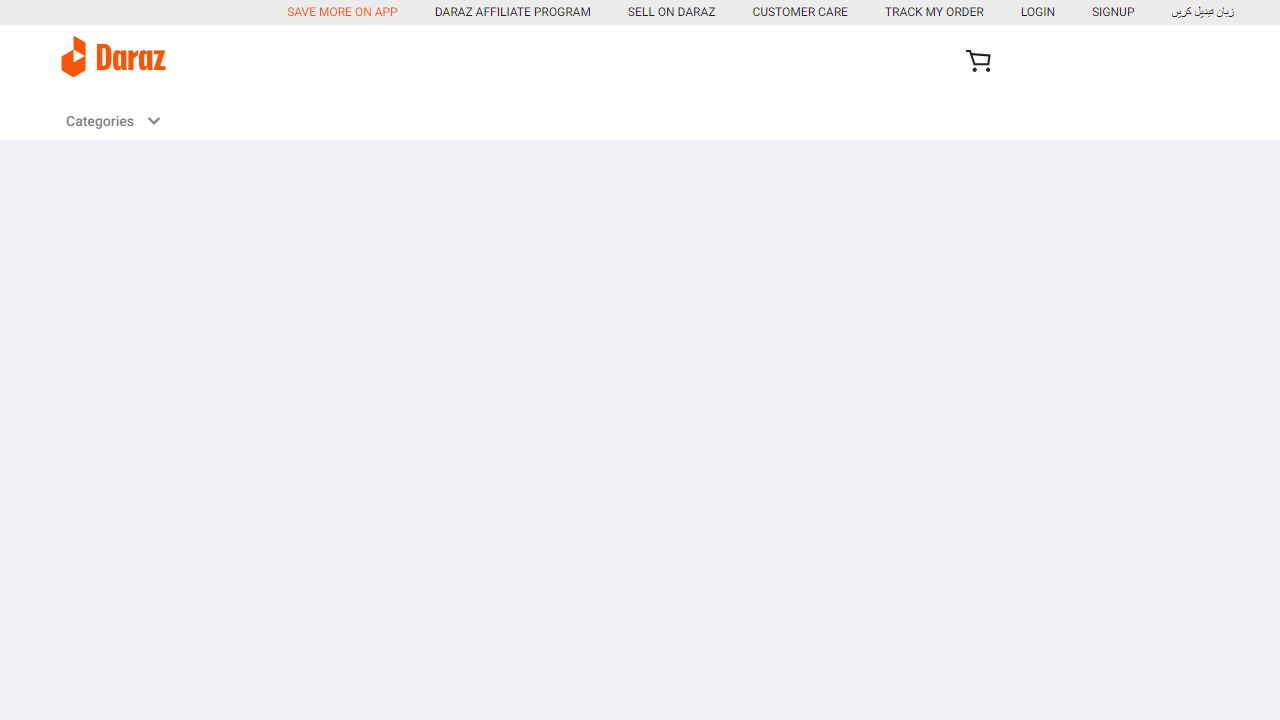 SAVE MORE ON APP DARAZ AFFILIATE PROGRAM SELL ON DARAZ CUSTOMER CARE TRACK MY ORDER LOGIN SIGNUP زبان تبدیل کریں
Daraz
Categories